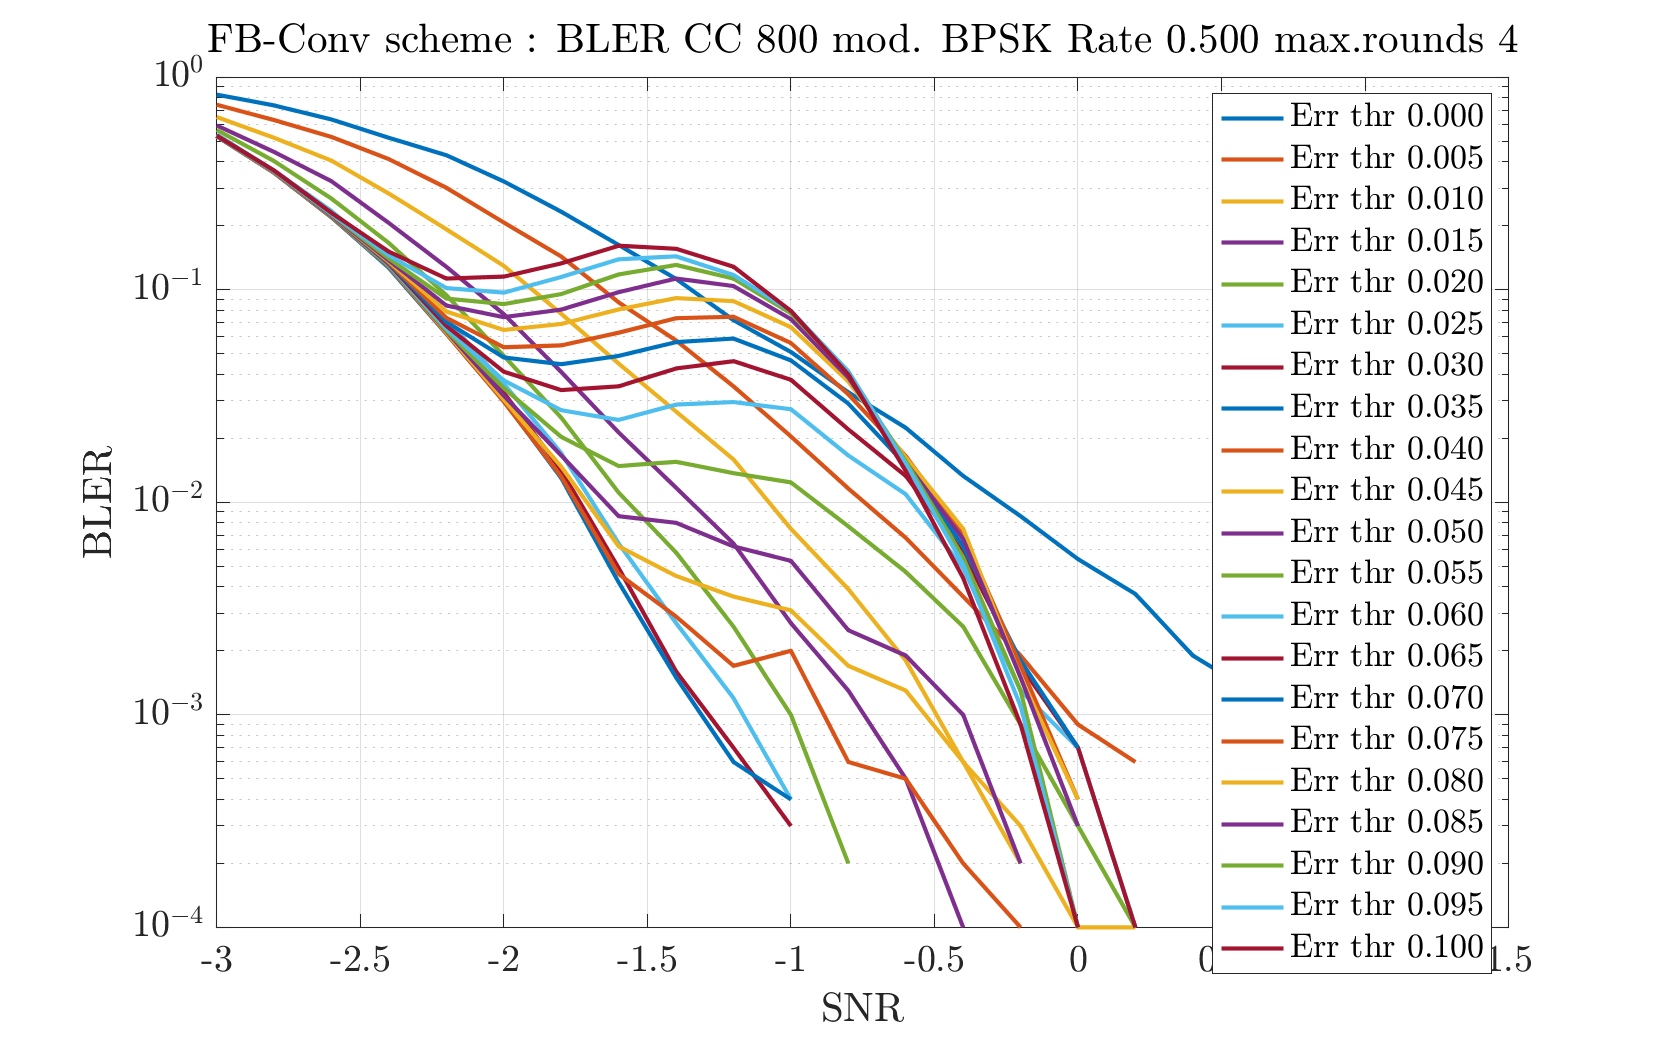 FB-Conv scheme : BLER CC 800 mod. BPSK Rate 0.500 max.rounds 4
10^0
10^-1
10^-2
10^-3
10^-4
BLER
-3 -2.5 -2 -1.5 -1 -0.5 0
SNR
Err thr 0.000
Err thr 0.005
Err thr 0.010
Err thr 0.015
Err thr 0.020
Err thr 0.025
Err thr 0.030
Err thr 0.035
Err thr 0.040
Err thr 0.045
Err thr 0.050
Err thr 0.055
Err thr 0.060
Err thr 0.065
Err thr 0.070
Err thr 0.075
Err thr 0.080
Err thr 0.085
Err thr 0.090
Err thr 0.095
Err thr 0.100